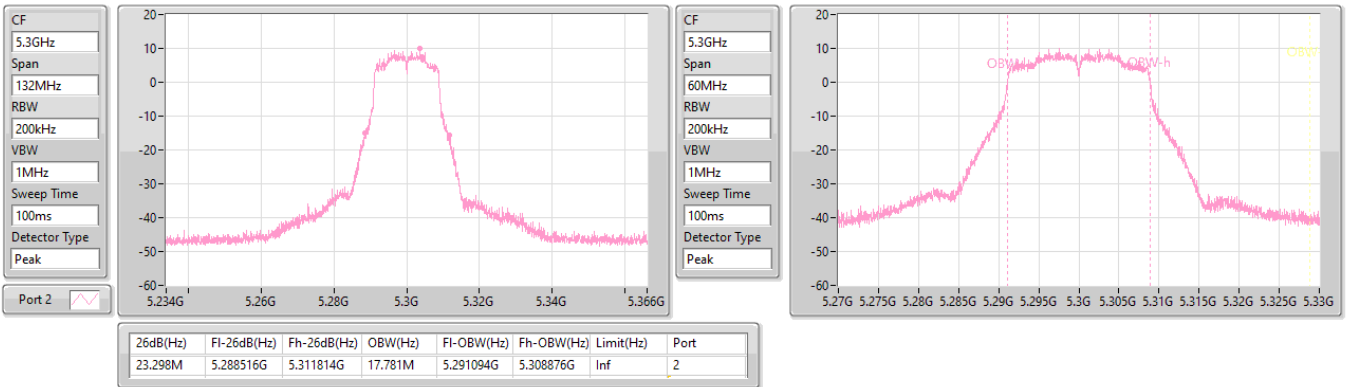 CF
5.3GHz
Span
132MHz
RBW
200kHz
VBW
1MHz
Sweep Time
100ms
Detector Type
Peak
Port 2
20
10
0
-10
-20
-30
-40
-50
-60
5.234G 5.26G 5.28G 5.3G 5.32G 5.34G 5.366G
CF
5.3GHz
Span
60MHz
RBW
200kHz
VBW
1MHz
Sweep Time
100ms
Detector Type
Peak
20
10
0
-10
-20
-30
-40
-50
-60
OBW-h
5.27G 5.275G 5.28G 5.285G 5.29G 5.295G 5.3G 5.305G 5.31G 5.315G 5.32G 5.325G 5.33G
26dB(Hz) Fl-26dB(Hz) Fh-26dB(Hz) OBW(Hz) Fl-OBW(Hz) Fh-OBW(Hz) Limit(Hz) Port
23.298M 5.288516G 5.311814G 17.781M 5.291094G 5.308876G Inf 2